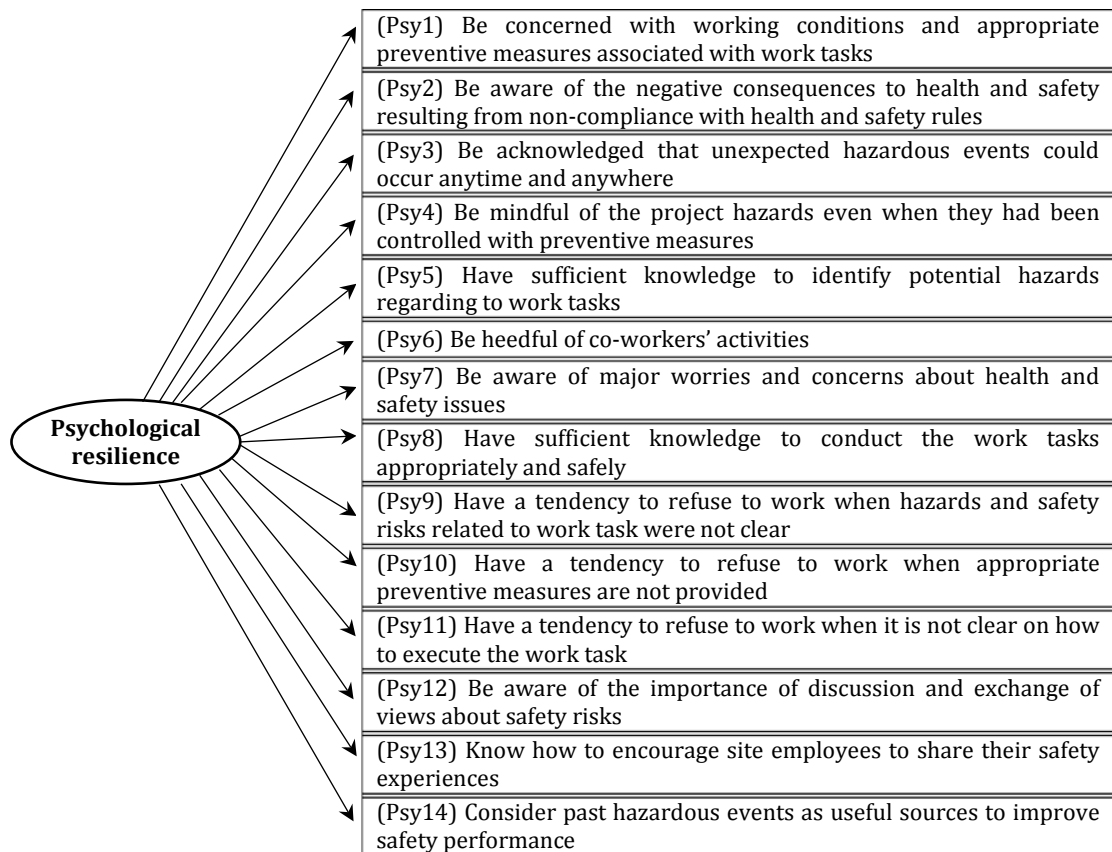 (Psy1) Be concerned with working conditions and appropriate
preventive measures associated with work tasks
(Psy2) Be aware of the negative consequences to health and safety
resulting from non-compliance with health and safety rules
(Psy3) Be acknowledged that unexpected hazardous events could
occur anytime and anywhere
(Psy4) Be mindful of the project hazards even when they had been
controlled with preventive measures
(Psy5) Have sufficient knowledge to identify potential hazards
regarding to work tasks
(Psy6) Be heedful of co-workers’ activities
(Psy7) Be aware of major worries and concerns about health and
safety issues
Psychological
resilience
(Psy8) Have sufficient knowledge to conduct the work tasks
appropriately and safely
(Psy9) Have a tendency to refuse to work when hazards and safety
risks related to work task were not clear
(Psy10) Have a tendency to refuse to work when appropriate
preventive measures are not provided
(Psy11) Have a tendency to refuse to work when it is not clear on how
to execute the work task
(Psy12) Be aware of the importance of discussion and exchange of
views about safety risks
(Psy13) Know how to encourage site employees to share their safety
experiences
(Psy14) Consider past hazardous events as useful sources to improve
safety performance